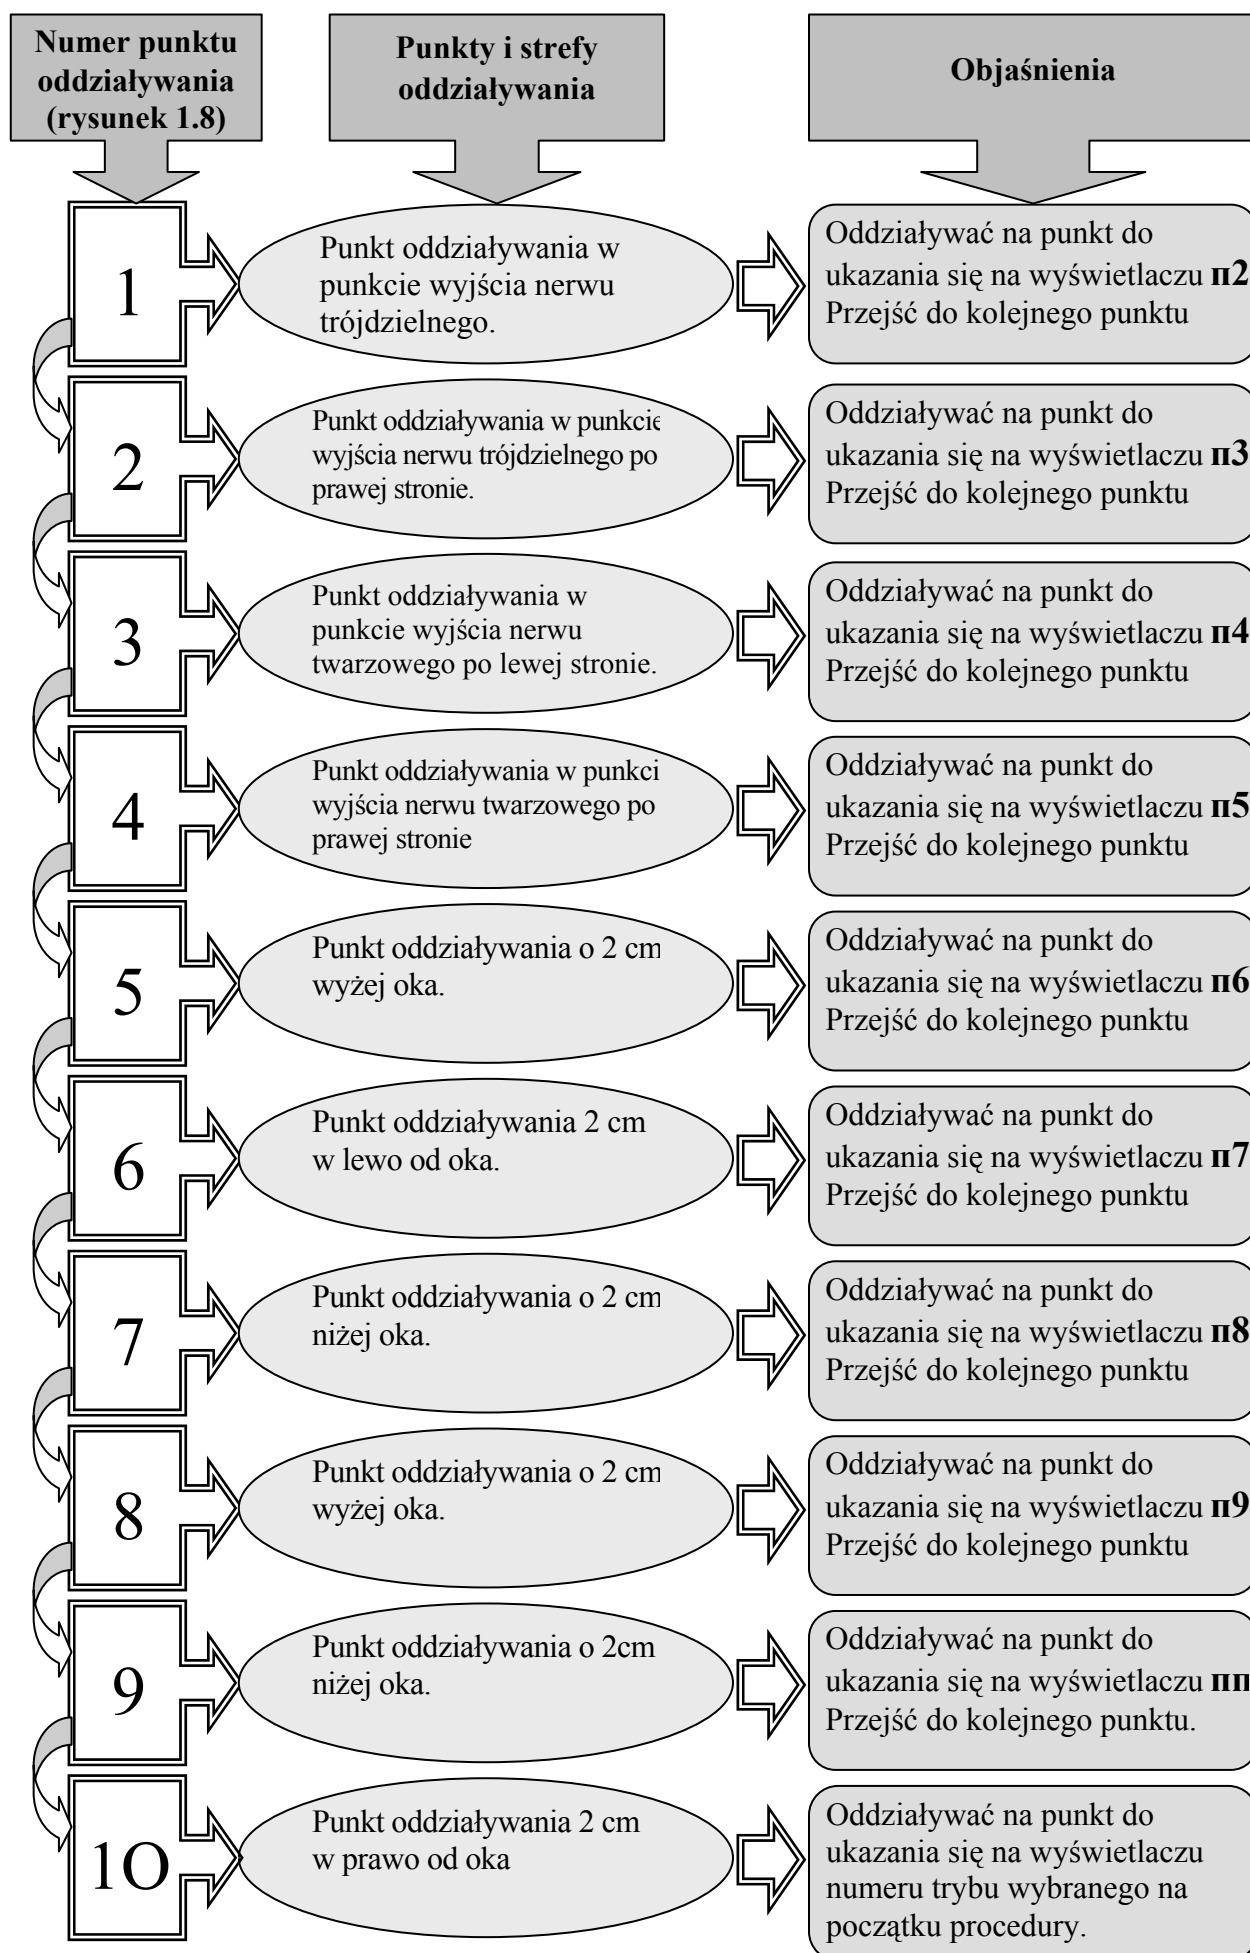 Numer punktu
oddziaływania
(rysunek 1.8)
Punkty i strefy
oddziaływania
Objaśnienia
1
Punkt oddziaływania w
punkcie wyjścia nerwu
trójdzielnego.
Oddziaływać na punkt do
ukazania się na wyświetlaczu п2
Przejść do kolejnego punktu
2
Punkt oddziaływania w punkcie
wyjścia nerwu trójdzielnego po
prawej stronie.
Oddziaływać na punkt do
ukazania się na wyświetlaczu п3
Przejść do kolejnego punktu
3
Punkt oddziaływania w
punkcie wyjścia nerwu
twarzowego po lewej stronie.
Oddziaływać na punkt do
ukazania się na wyświetlaczu п4
Przejść do kolejnego punktu
4
Punkt oddziaływania w punkci
wyjścia nerwu twarzowego po
prawej stronie
Oddziaływać na punkt do
ukazania się na wyświetlaczu п5
Przejść do kolejnego punktu
5
Punkt oddziaływania o 2 cm
wyżej oka.
Oddziaływać na punkt do
ukazania się na wyświetlaczu п6
Przejść do kolejnego punktu
6
Punkt oddziaływania 2 cm
w lewo od oka.
Oddziaływać na punkt do
ukazania się na wyświetlaczu п7
Przejść do kolejnego punktu
7
Punkt oddziaływania o 2 cm
niżej oka.
Oddziaływać na punkt do
ukazania się na wyświetlaczu п8
Przejść do kolejnego punktu
8
Punkt oddziaływania o 2 cm
wyżej oka.
Oddziaływać na punkt do
ukazania się na wyświetlaczu п9
Przejść do kolejnego punktu
9
Punkt oddziaływania o 2cm
niżej oka.
Oddziaływać na punkt do
ukazania się na wyświetlaczu пп
Przejść do kolejnego punktu.
1O
Punkt oddziaływania 2 cm
w prawo od oka
Oddziaływać na punkt do
ukazania się na wyświetlaczu
numeru trybu wybranego na
początku procedury.